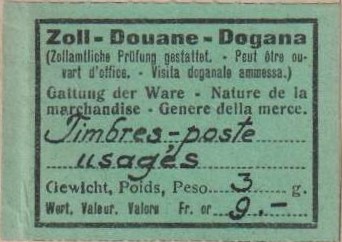 Zoll - Douane - Dogana
(Zollamtliche Prüfung gestattet. - Peut être ou-
vert d'office. - Visita doganale ammessa.)
Gattung der Ware - Nature de la
marchandise - Genere della merce.
Timbres-poste
usagés
Gewicht, Poids, Peso...3...g.
Wert, Valeur, Valore Fr. or 9.-